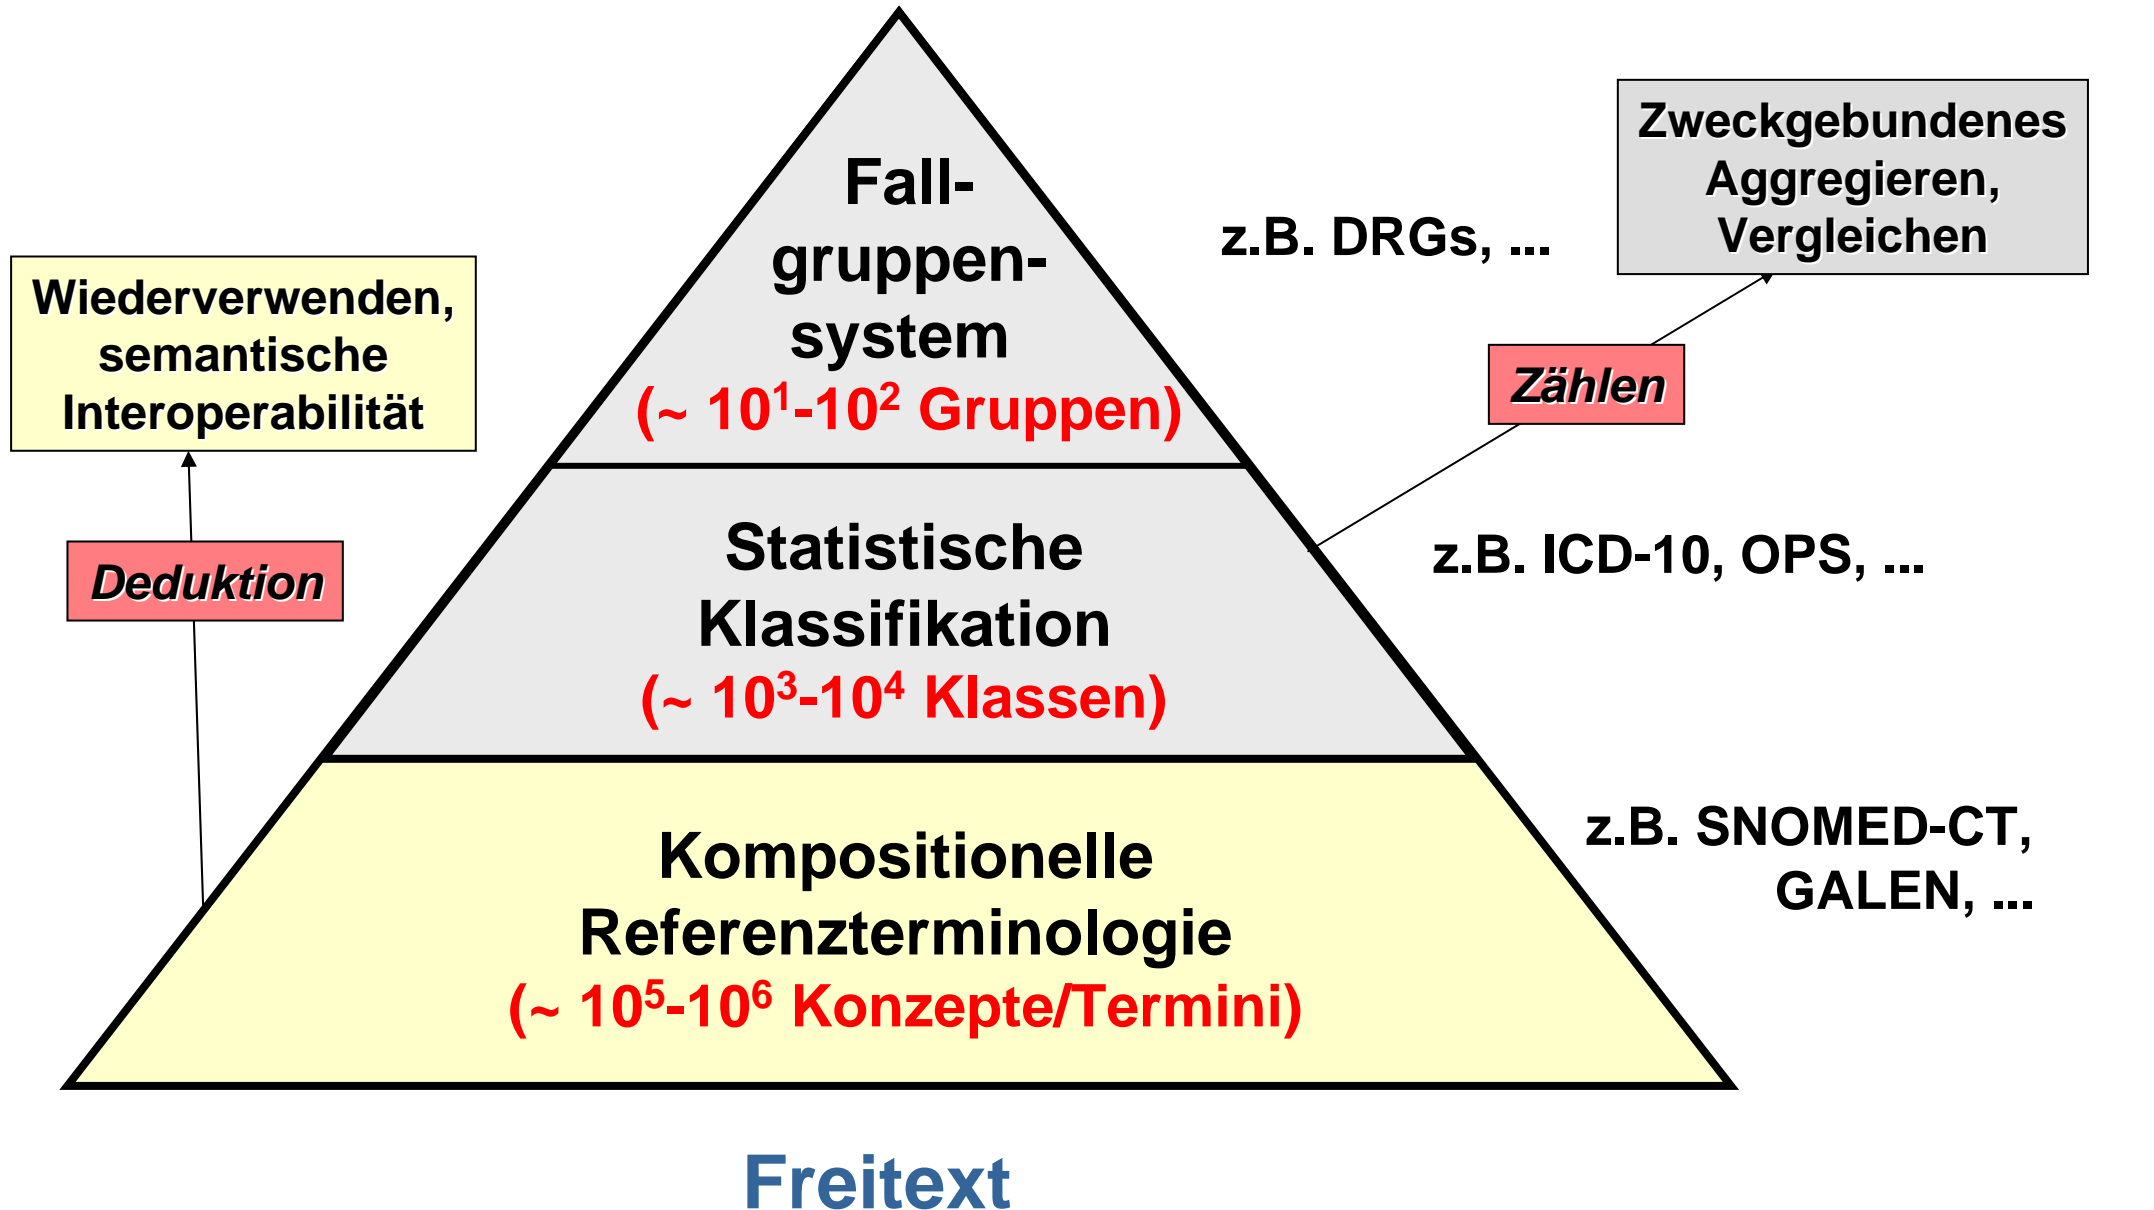 Fall-
gruppen-
system
(~ 10¹-10² Gruppen)
z.B. DRGs, ...
Zweckgebundenes
Aggregieren,
Vergleichen
Zählen
Wiederverwenden,
semantische
Interoperabilität
Deduktion
Statistische
Klassifikation
(~ 10³-10⁴ Klassen)
z.B. ICD-10, OPS, ...
Kompositionelle
Referenzterminologie
(~ 10⁵-10⁶ Konzepte/Termini)
z.B. SNOMED-CT,
GALEN, ...
Freitext